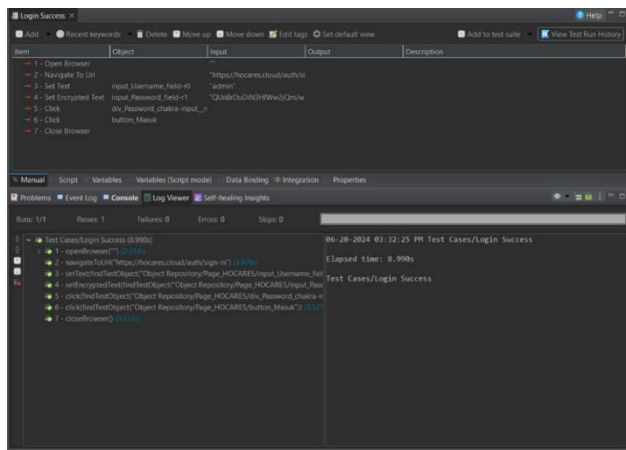 Login Success ×
Help
Add Recent keywords Delete Move up Move down Edit tags Set default view Add to test suite View Test Run History
Item Object Input Output Description
1 - Open Browser ""
2 - Navigate To Url "https://hocares.cloud/auth/si
3 - Set Text input_Username_field-r0 "admin"
4 - Set Encrypted Text input_Password_field-r1
5 - Click div_Password_chakra-input__ri
6 - Click button_Masuk
7 - Close Browser
Manual Script Variables Variables (Script mode) Data Binding Integration Properties
Problems Event Log Console Log Viewer Self-healing Insights
Runs: 1/1 Passes: 1 Failures: 0 Errors: 0 Skips: 0
Test Cases/Login Success (8.990s)
1 - openBrowser("")
2 - navigateToUrl("https://hocares.cloud/auth/sign-in")
3 - setText(findTestObject("Object Repository/Page_HOCARES/input_Username_fiel
4 - setEncryptedText(findTestObject("Object Repository/Page_HOCARES/input_Pass
5 - click(findTestObject("Object Repository/Page_HOCARES/div_Password_chakra-in
6 - click(findTestObject("Object Repository/Page_HOCARES/button_Masuk"))
7 - closeBrowser()
06-20-2024 03:32:25 PM Test Cases/Login Success
Elapsed time: 8.990s
Test Cases/Login Success